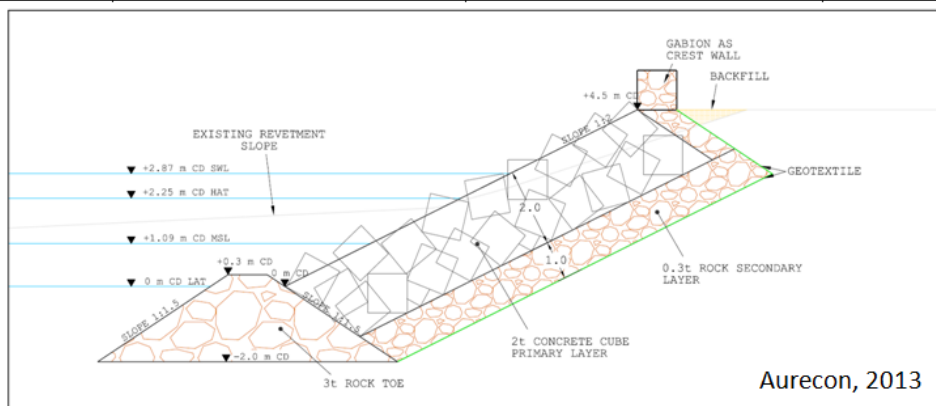 GABION AS
CREST WALL
BACKFILL
+4.5 m CD
SLOPE 1:2
EXISTING REVETMENT
SLOPE
+2.87 m CD SWL
+2.25 m CD HAT
GEOTEXTILE
2.0
+1.09 m CD MSL
1.0
+0.3 m CD
0 m CD
0.3t ROCK SECONDARY
LAYER
0 m CD LAT
SLOPE 1:1.5
SLOPE 1:1.5
2t CONCRETE CUBE
PRIMARY LAYER
-2.0 m CD
3t ROCK TOE
Aurecon, 2013